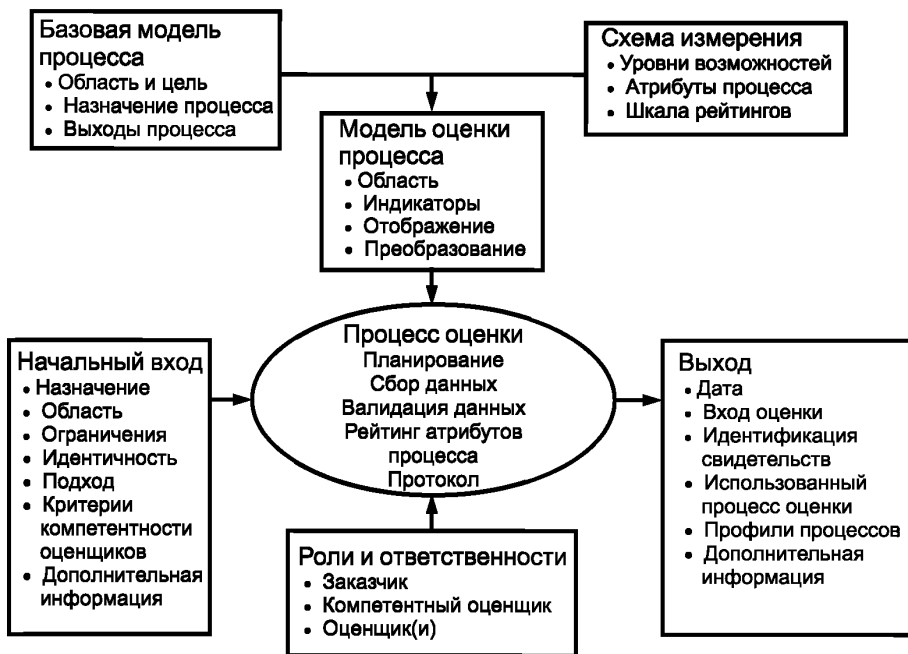 Базовая модель
процесса
• Область и цель
• Назначение процесса
• Выходы процесса
Схема измерения
• Уровни возможностей
• Атрибуты процесса
• Шкала рейтингов
Модель оценки
процесса
• Область
• Индикаторы
• Отображение
• Преобразование
Процесс оценки
Планирование
Сбор данных
Валидация данных
Рейтинг атрибутов
процесса
Протокол
Начальный вход
• Назначение
• Область
• Ограничения
• Идентичность
• Подход
• Критерии
компетентности
оценщиков
• Дополнительная
информация
Выход
• Дата
• Вход оценки
• Идентификация
свидетельств
• Использованный
процесс оценки
• Профили процессов
• Дополнительная
информация
Роли и ответственности
• Заказчик
• Компетентный оценщик
• Оценщик(и)